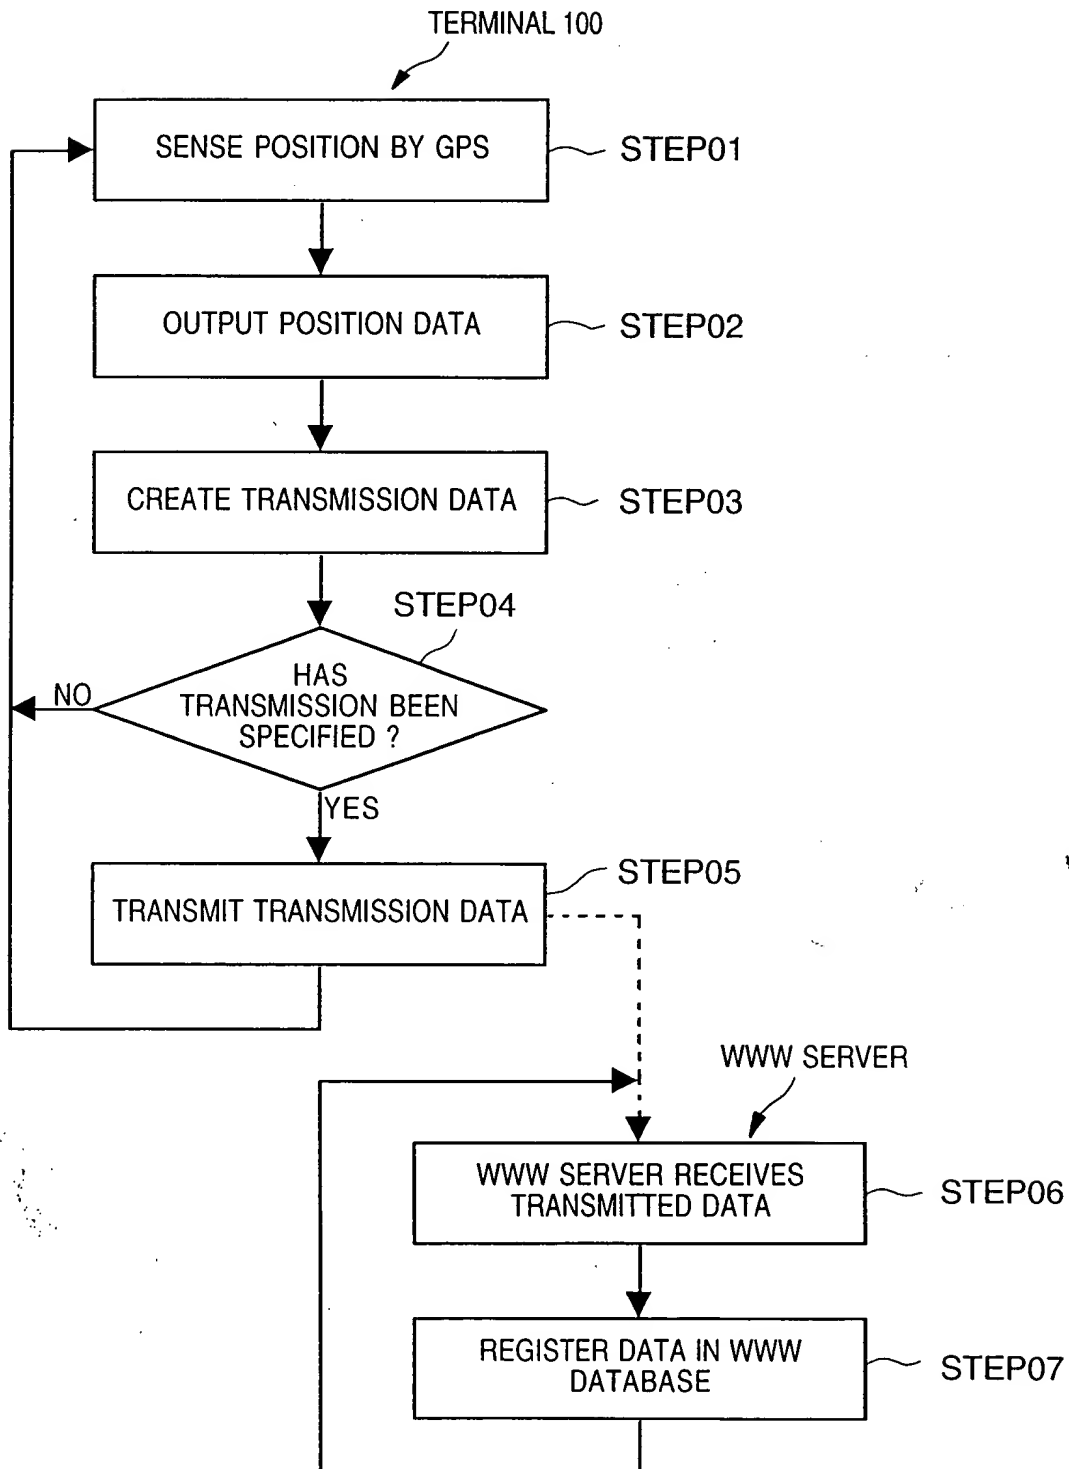 TERMINAL 100
SENSE POSITION BY GPS
STEP01
OUTPUT POSITION DATA
STEP02
CREATE TRANSMISSION DATA
STEP03
STEP04
HAS
TRANSMISSION BEEN
SPECIFIED ?
NO
YES
STEP05
TRANSMIT TRANSMISSION DATA
WWW SERVER
WWW SERVER RECEIVES
TRANSMITTED DATA
STEP06
REGISTER DATA IN WWW
DATABASE
STEP07